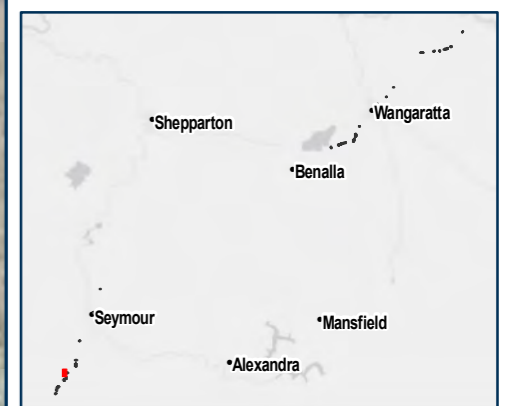 Wangaratta
Shepparton
Benalla
Seymour
Mansfield
Alexandra